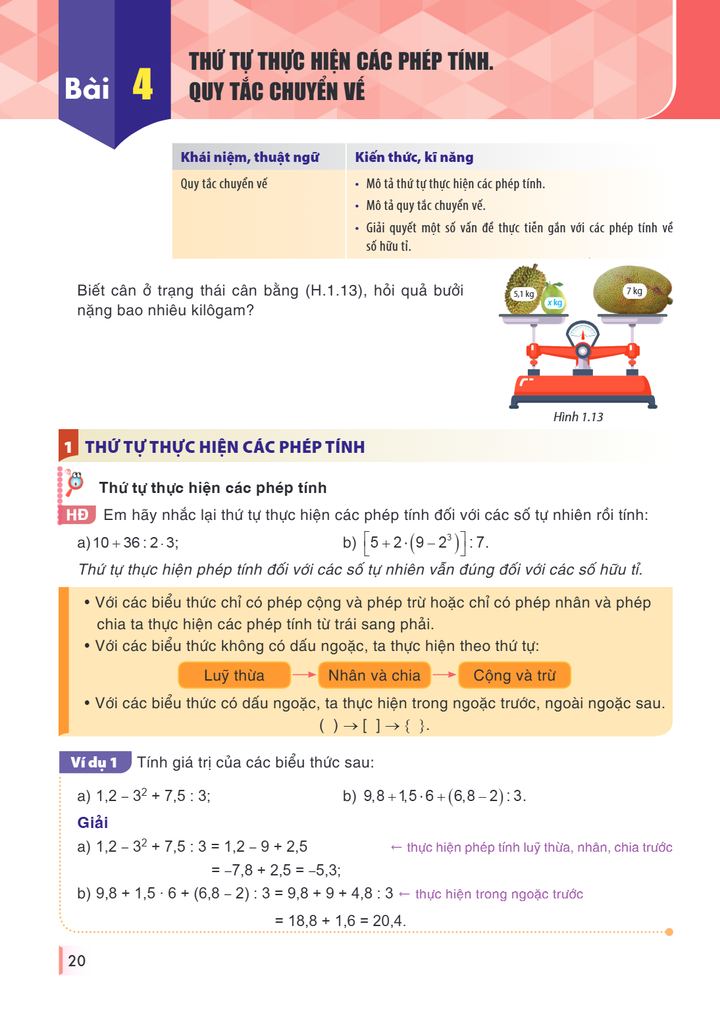 Bài 4
THỨ TỰ THỰC HIỆN CÁC PHÉP TÍNH.
QUY TẮC CHUYỂN VẾ
Khái niệm, thuật ngữ
Quy tắc chuyển vế
Kiến thức, kĩ năng
• Mô tả thứ tự thực hiện các phép tính.
• Mô tả quy tắc chuyển vế.
• Giải quyết một số vấn đề thực tiễn gắn với các phép tính về
số hữu tỉ.
Biết cân ở trạng thái cân bằng (H.1.13), hỏi quả bưởi
nặng bao nhiêu kilôgam?
5,1 kg
x kg
7 kg
Hình 1.13
1 THỨ TỰ THỰC HIỆN CÁC PHÉP TÍNH
Thứ tự thực hiện các phép tính
HĐ Em hãy nhắc lại thứ tự thực hiện các phép tính đối với các số tự nhiên rồi tính:
a) 10 + 36 : 2 · 3; b) [5 + 2 · (9 – 2³)] : 7.
Thứ tự thực hiện phép tính đối với các số tự nhiên vẫn đúng đối với các số hữu tỉ.
• Với các biểu thức chỉ có phép cộng và phép trừ hoặc chỉ có phép nhân và phép
chia ta thực hiện các phép tính từ trái sang phải.
• Với các biểu thức không có dấu ngoặc, ta thực hiện theo thứ tự:
Luỹ thừa → Nhân và chia → Cộng và trừ
• Với các biểu thức có dấu ngoặc, ta thực hiện trong ngoặc trước, ngoài ngoặc sau.
( ) → [ ] → { }.
Ví dụ 1 Tính giá trị của các biểu thức sau:
a) 1,2 – 3² + 7,5 : 3; b) 9,8 + 1,5 · 6 + (6,8 – 2) : 3.
Giải
a) 1,2 – 3² + 7,5 : 3 = 1,2 – 9 + 2,5 ← thực hiện phép tính luỹ thừa, nhân, chia trước
= –7,8 + 2,5 = –5,3;
b) 9,8 + 1,5 · 6 + (6,8 – 2) : 3 = 9,8 + 9 + 4,8 : 3 ← thực hiện trong ngoặc trước
= 18,8 + 1,6 = 20,4.
20